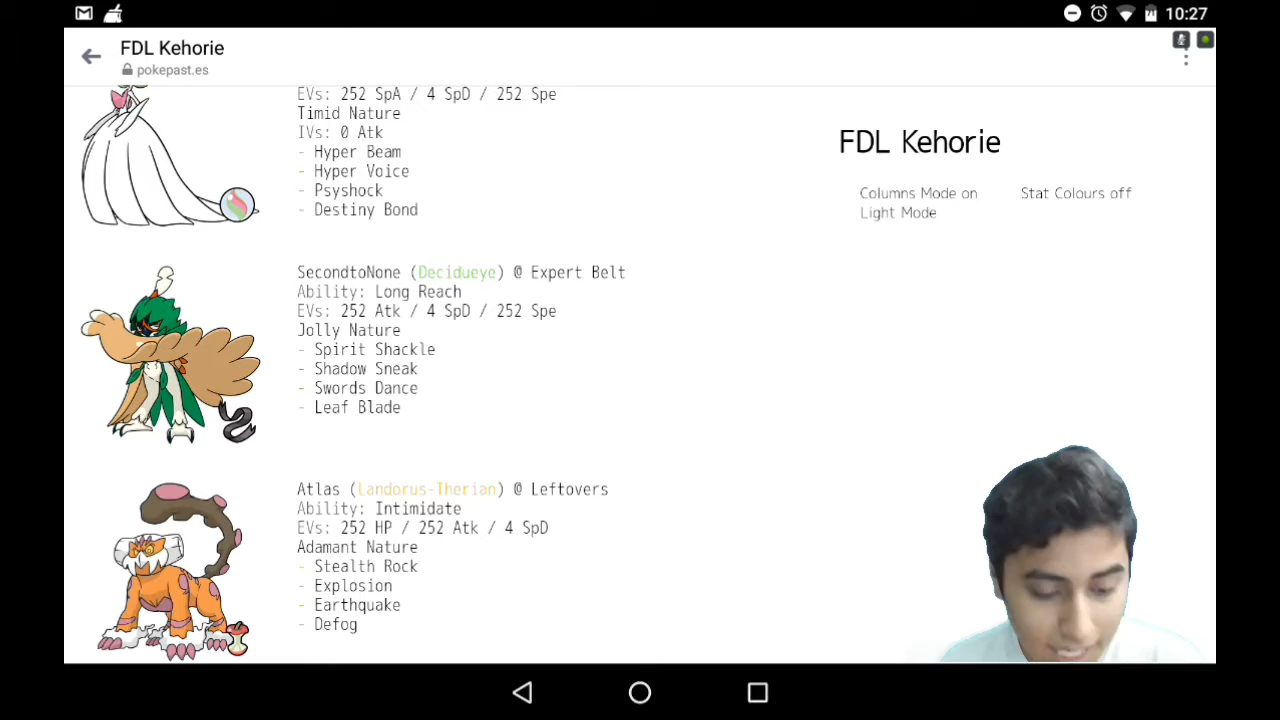 10:27
FDL Kehorie
pokepast.es
EVs: 252 SpA / 4 SpD / 252 Spe
Timid Nature
IVs: 0 Atk
- Hyper Beam
- Hyper Voice
- Psyshock
- Destiny Bond
FDL Kehorie
Columns Mode on
Stat Colours off
Light Mode
SecondtoNone (Decidueye) @ Expert Belt
Ability: Long Reach
EVs: 252 Atk / 4 SpD / 252 Spe
Jolly Nature
- Spirit Shackle
- Shadow Sneak
- Swords Dance
- Leaf Blade
Atlas (Landorus-Therian) @ Leftovers
Ability: Intimidate
EVs: 252 HP / 252 Atk / 4 SpD
Adamant Nature
- Stealth Rock
- Explosion
- Earthquake
- Defog